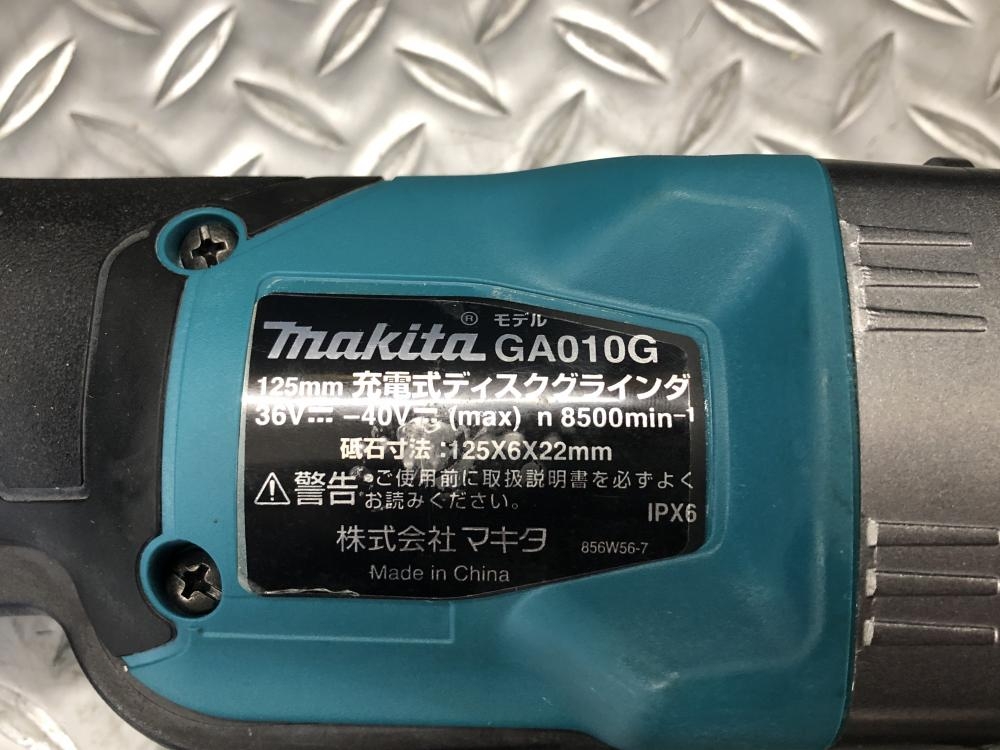 makita® モデル GA010G
125mm 充電式ディスクグラインダ
36V⎓ -40V⎓ (max) n 8500min⁻¹
砥石寸法:125X6X22mm
⚠警告 •ご使用前に取扱説明書を必ずよく
お読みください。
IPX6
株式会社マキタ 856W56-7
Made in China